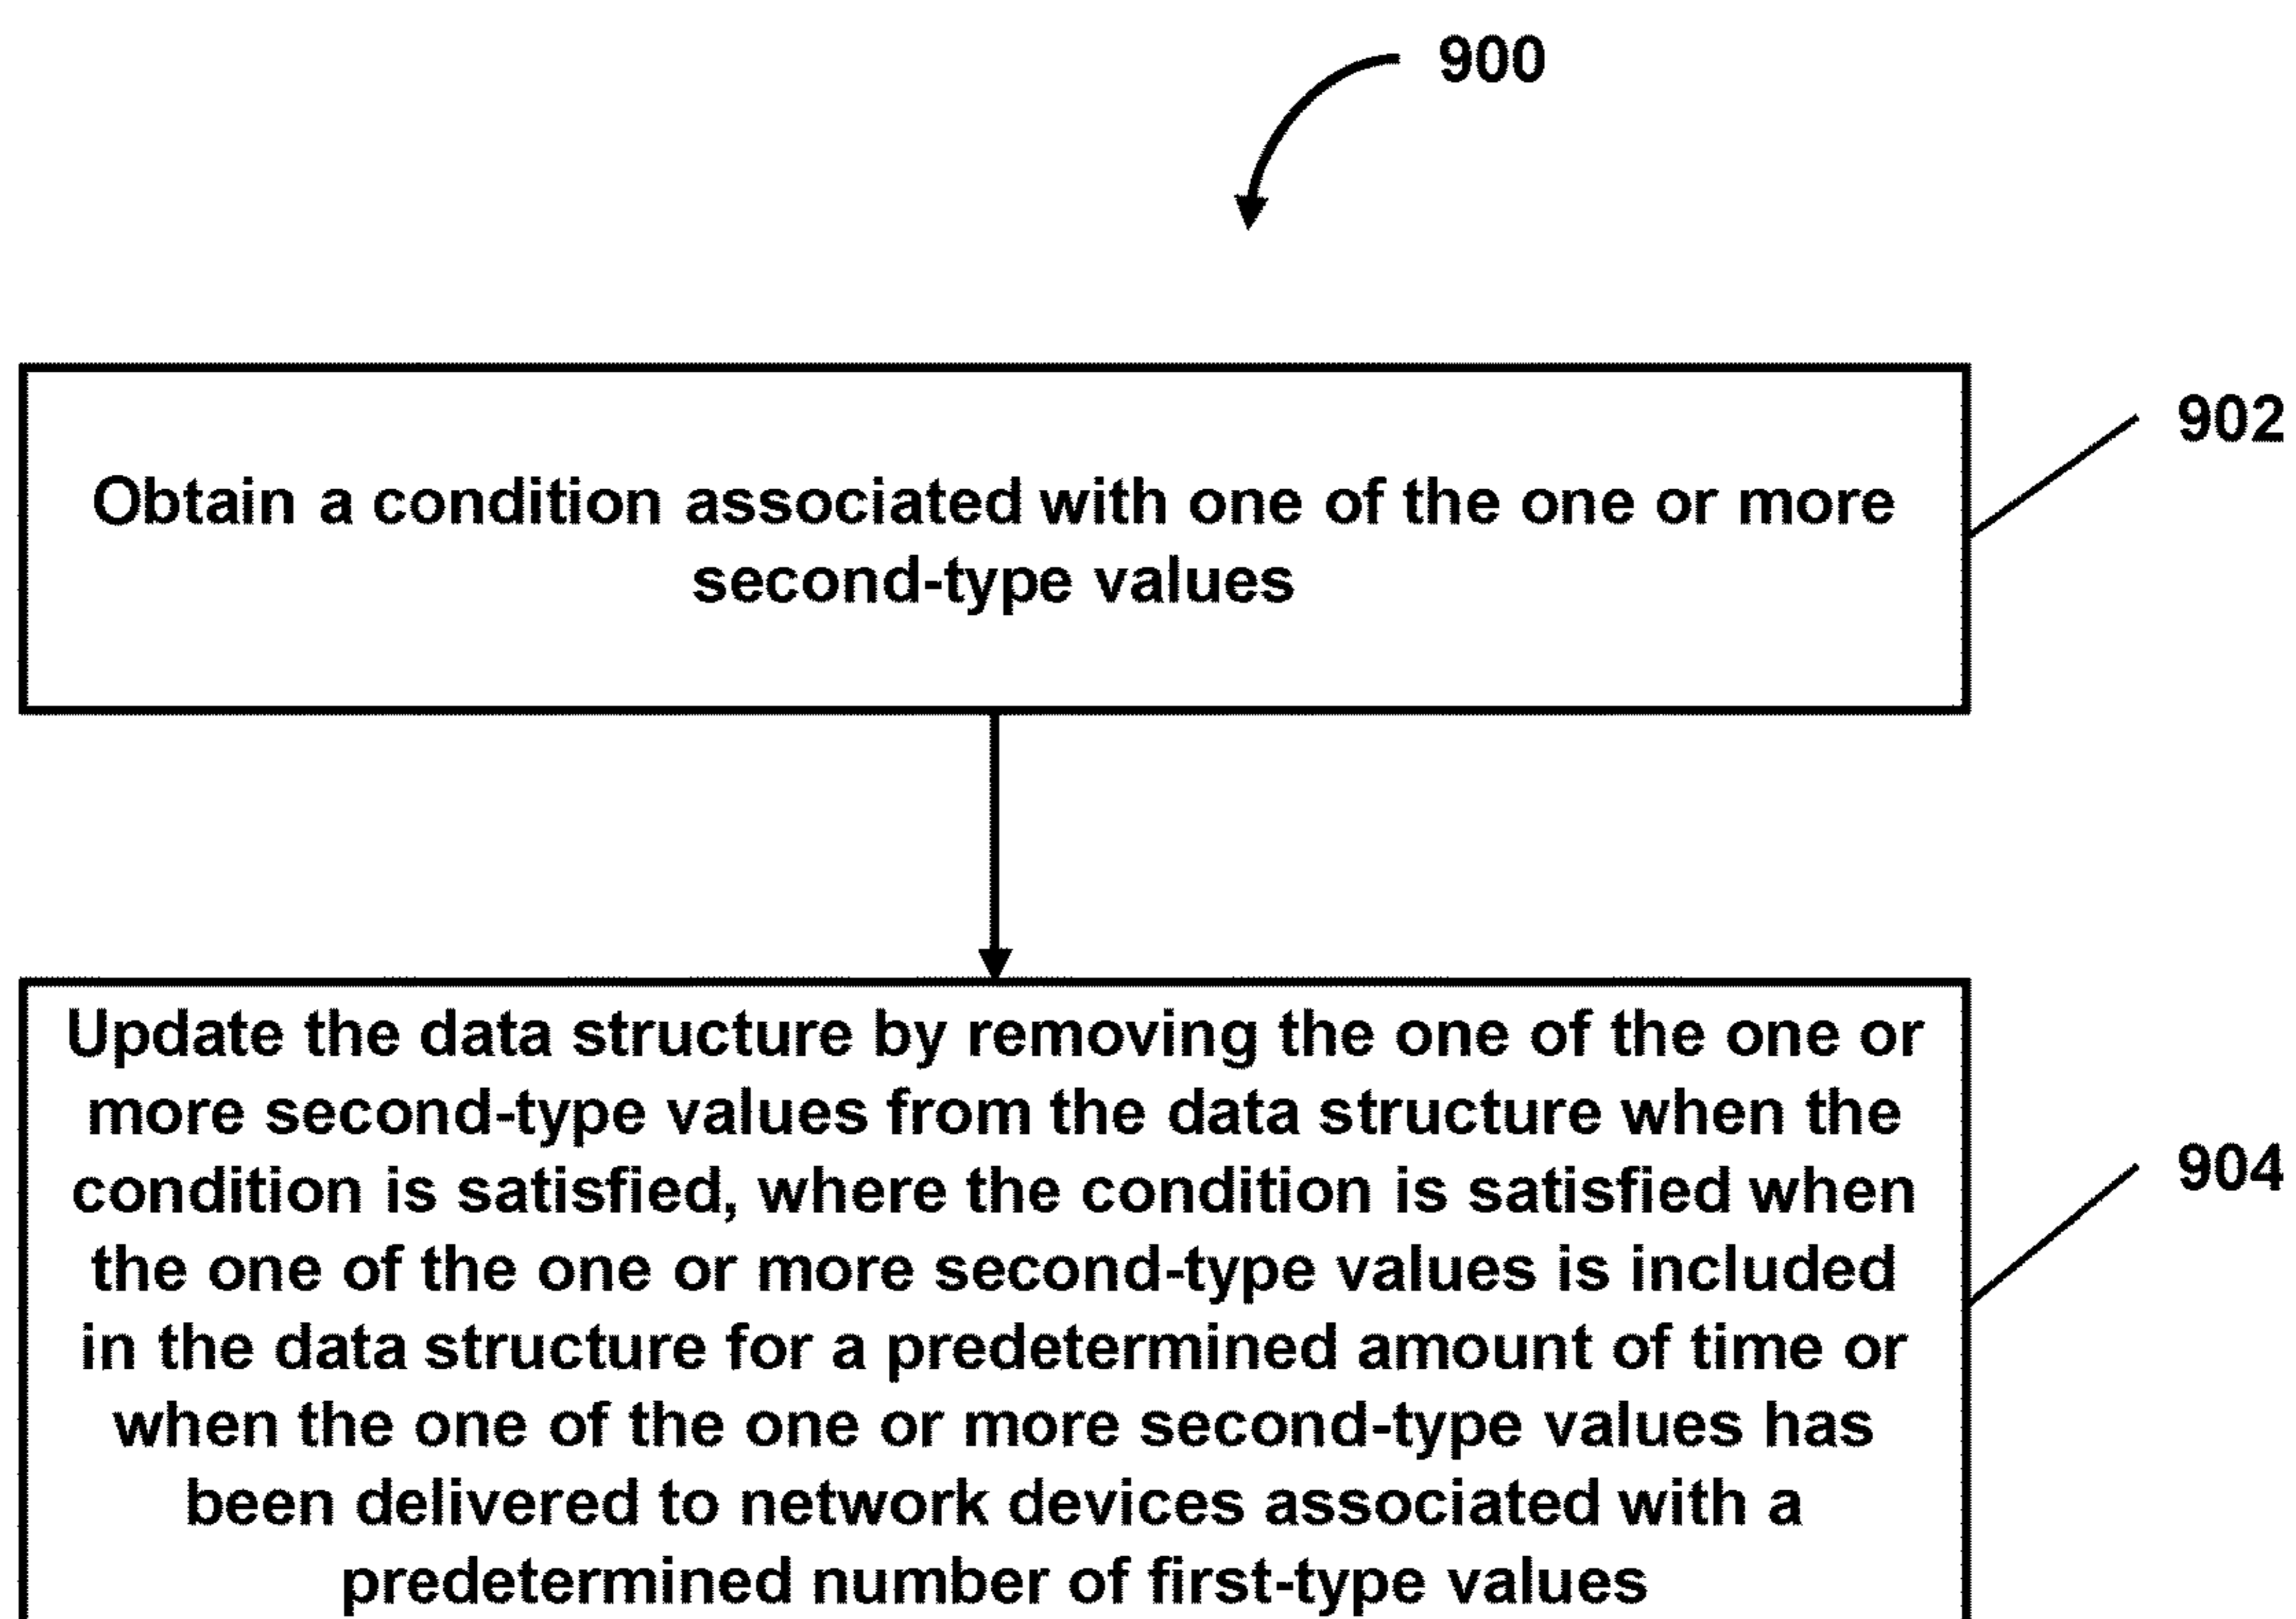 900
Obtain a condition associated with one of the one or more
second-type values
902
Update the data structure by removing the one of the one or
more second-type values from the data structure when the
condition is satisfied, where the condition is satisfied when
the one of the one or more second-type values is included
in the data structure for a predetermined amount of time or
when the one of the one or more second-type values has
been delivered to network devices associated with a
predetermined number of first-type values
904